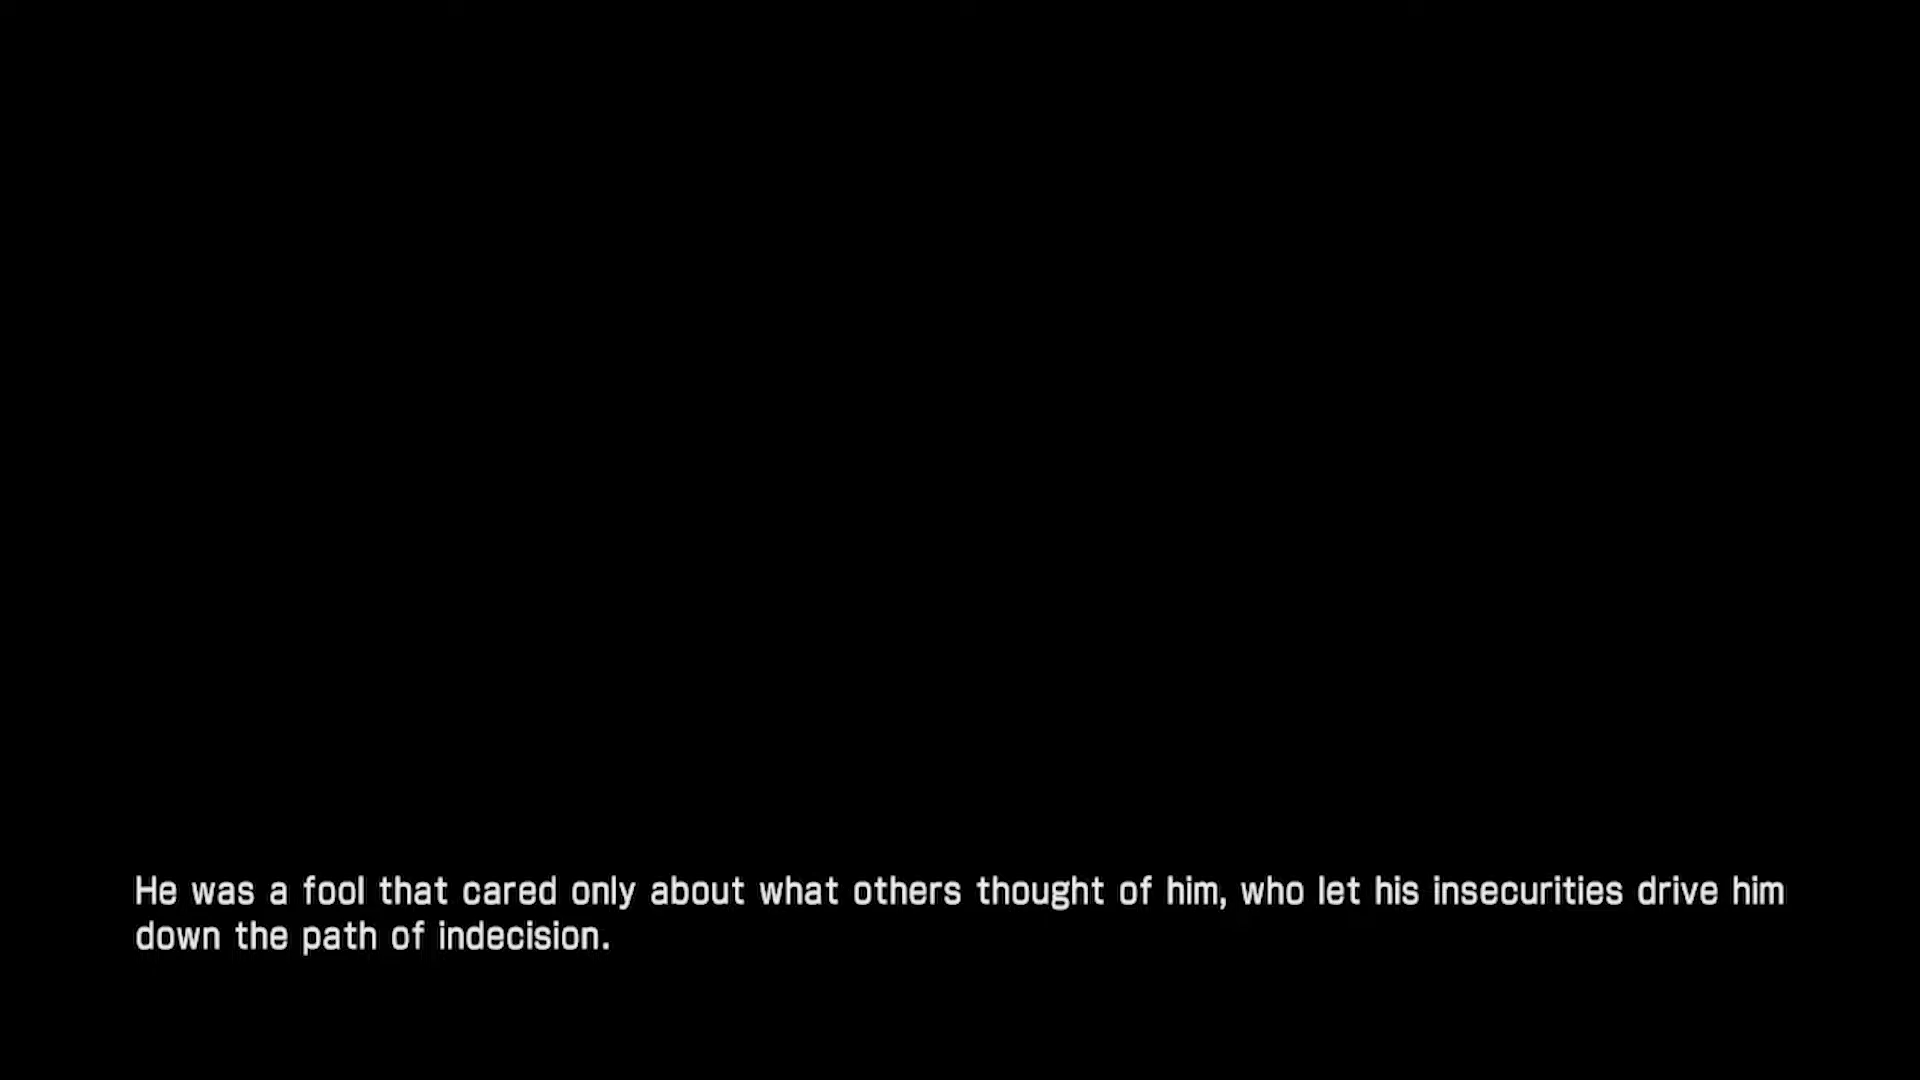 He was a fool that cared only about what others thought of him, who let his insecurities drive him
down the path of indecision.